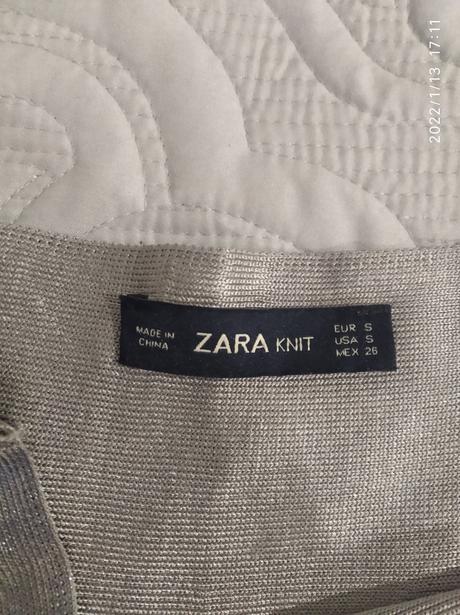 2022/1/13 17:11
MADE IN
CHINA
ZARA KNIT
EUR S
USA S
MEX 26